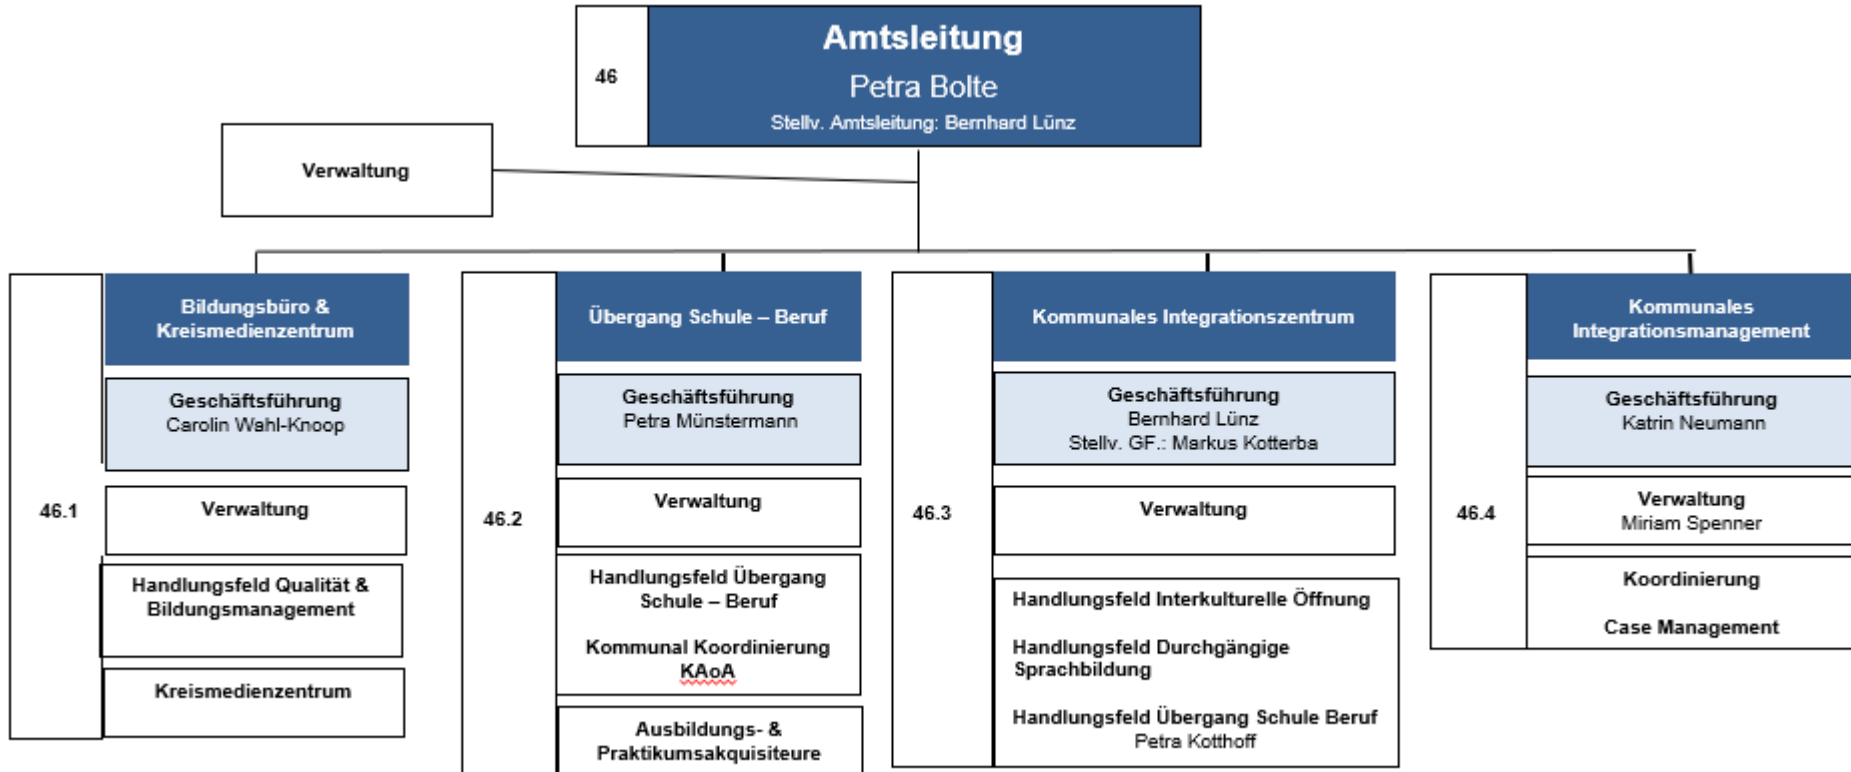 46
Amtsleitung
Petra Bolte
Stellv. Amtsleitung: Bernhard Lünz
Verwaltung
46.1
Bildungsbüro &
Kreismedienzentrum
Geschäftsführung
Carolin Wahl-Knoop
Verwaltung
Handlungsfeld Qualität &
Bildungsmanagement
Kreismedienzentrum
46.2
Übergang Schule – Beruf
Geschäftsführung
Petra Münstermann
Verwaltung
Handlungsfeld Übergang
Schule – Beruf
Kommunal Koordinierung
KAoA
Ausbildungs- &
Praktikumsakquisiteure
46.3
Kommunales Integrationszentrum
Geschäftsführung
Bernhard Lünz
Stellv. GF.: Markus Kotterba
Verwaltung
Handlungsfeld Interkulturelle Öffnung
Handlungsfeld Durchgängige
Sprachbildung
Handlungsfeld Übergang Schule Beruf
Petra Kotthoff
46.4
Kommunales
Integrationsmanagement
Geschäftsführung
Katrin Neumann
Verwaltung
Miriam Spenner
Koordinierung
Case Management